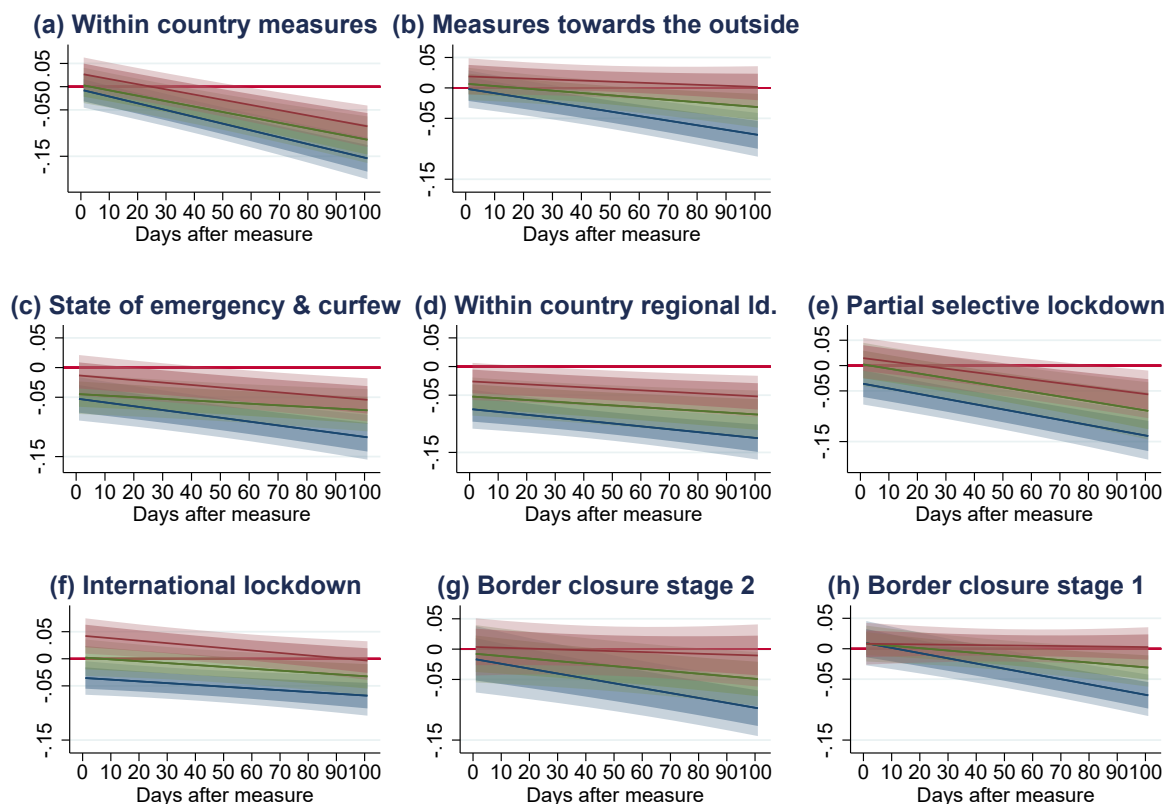 (a) Within country measures
.05
-.050
-.15
0 10 20 30 40 50 60 70 80 90100
Days after measure
(b) Measures towards the outside
.05
0
-.05
-.15
0 10 20 30 40 50 60 70 80 90100
Days after measure
(c) State of emergency & curfew
.05
0
-.05
-.15
0 10 20 30 40 50 60 70 80 90100
Days after measure
(d) Within country regional ld.
.05
0
-.05
-.15
0 10 20 30 40 50 60 70 80 90100
Days after measure
(e) Partial selective lockdown
.05
0
-.05
-.15
0 10 20 30 40 50 60 70 80 90100
Days after measure
(f) International lockdown
.05
0
-.05
-.15
0 10 20 30 40 50 60 70 80 90100
Days after measure
(g) Border closure stage 2
.05
0
-.05
-.15
0 10 20 30 40 50 60 70 80 90100
Days after measure
(h) Border closure stage 1
.05
0
-.05
-.15
0 10 20 30 40 50 60 70 80 90100
Days after measure